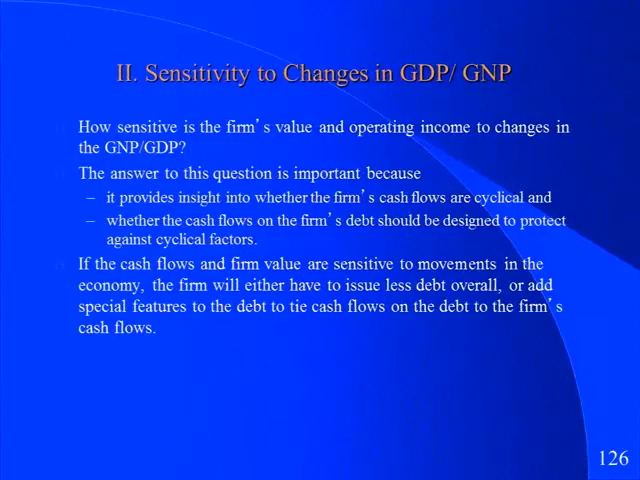 II. Sensitivity to Changes in GDP/ GNP
How sensitive is the firm’s value and operating income to changes in
the GNP/GDP?
The answer to this question is important because
– it provides insight into whether the firm’s cash flows are cyclical and
– whether the cash flows on the firm’s debt should be designed to protect
against cyclical factors.
If the cash flows and firm value are sensitive to movements in the
economy, the firm will either have to issue less debt overall, or add
special features to the debt to tie cash flows on the debt to the firm’s
cash flows.
126